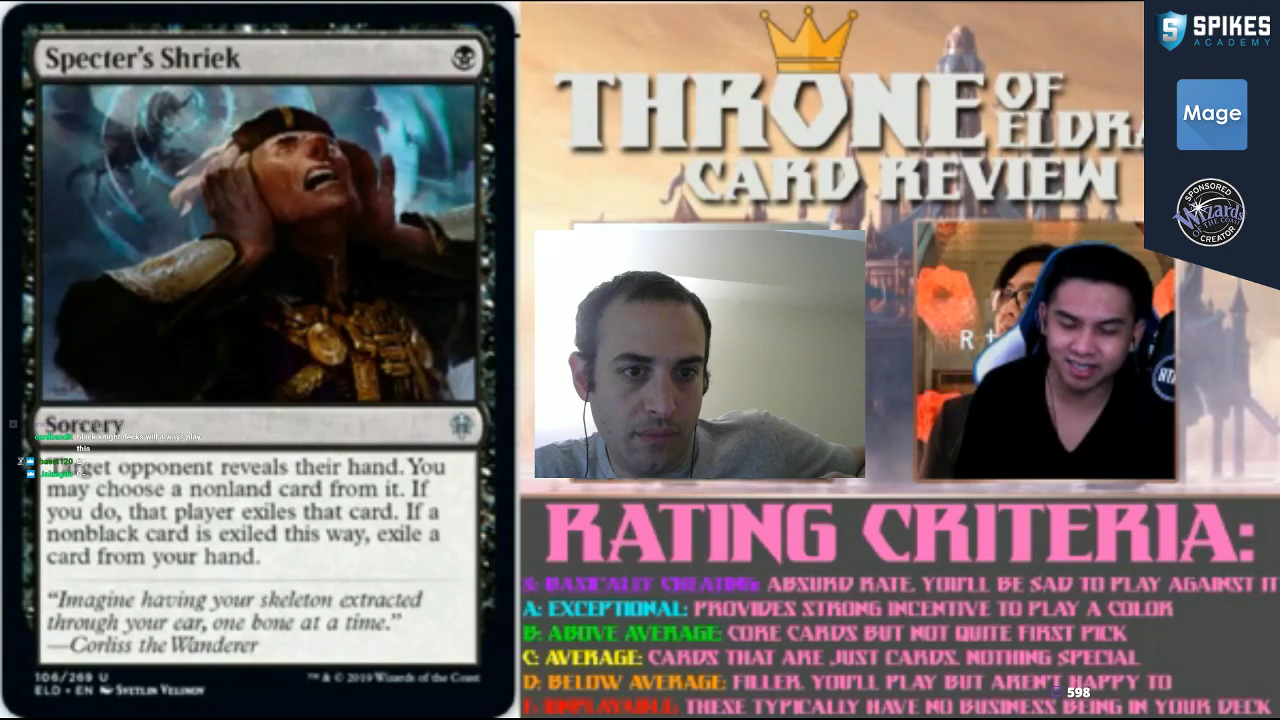 Specter's Shriek
Sorcery
get opponent reveals their hand. You
may choose a nonland card from it. If
you do, that player exiles that card. If a
nonblack card is exiled this way, exile a
card from your hand.
"Imagine having your skeleton extracted
through your ear, one bone at a time."
—Corliss the Wanderer
106/269 U
ELD • EN Svetlin Velinov
™ & © 2019 Wizards of the Coast
black knight decks will always play
this
THRONE OF
ELDRA
CARD REVIEW
R +
SPIKES
ACADEMY
Mage
SPONSORED
Wizards
OF THE COAST
CREATOR
RATING CRITERIA:
S: BASICALLY CHEATING: ABSURD RATE, YOU'LL BE SAD TO PLAY AGAINST IT
A: EXCEPTIONAL: PROVIDES STRONG INCENTIVE TO PLAY A COLOR
B: ABOVE AVERAGE: CORE CARDS BUT NOT QUITE FIRST PICK
C: AVERAGE: CARDS THAT ARE JUST CARDS. NOTHING SPECIAL
D: BELOW AVERAGE: FILLER. YOU'LL PLAY BUT AREN'T HAPPY TO
F: UNPLAYABLE: THESE TYPICALLY HAVE NO BUSINESS BEING IN YOUR DECK
598